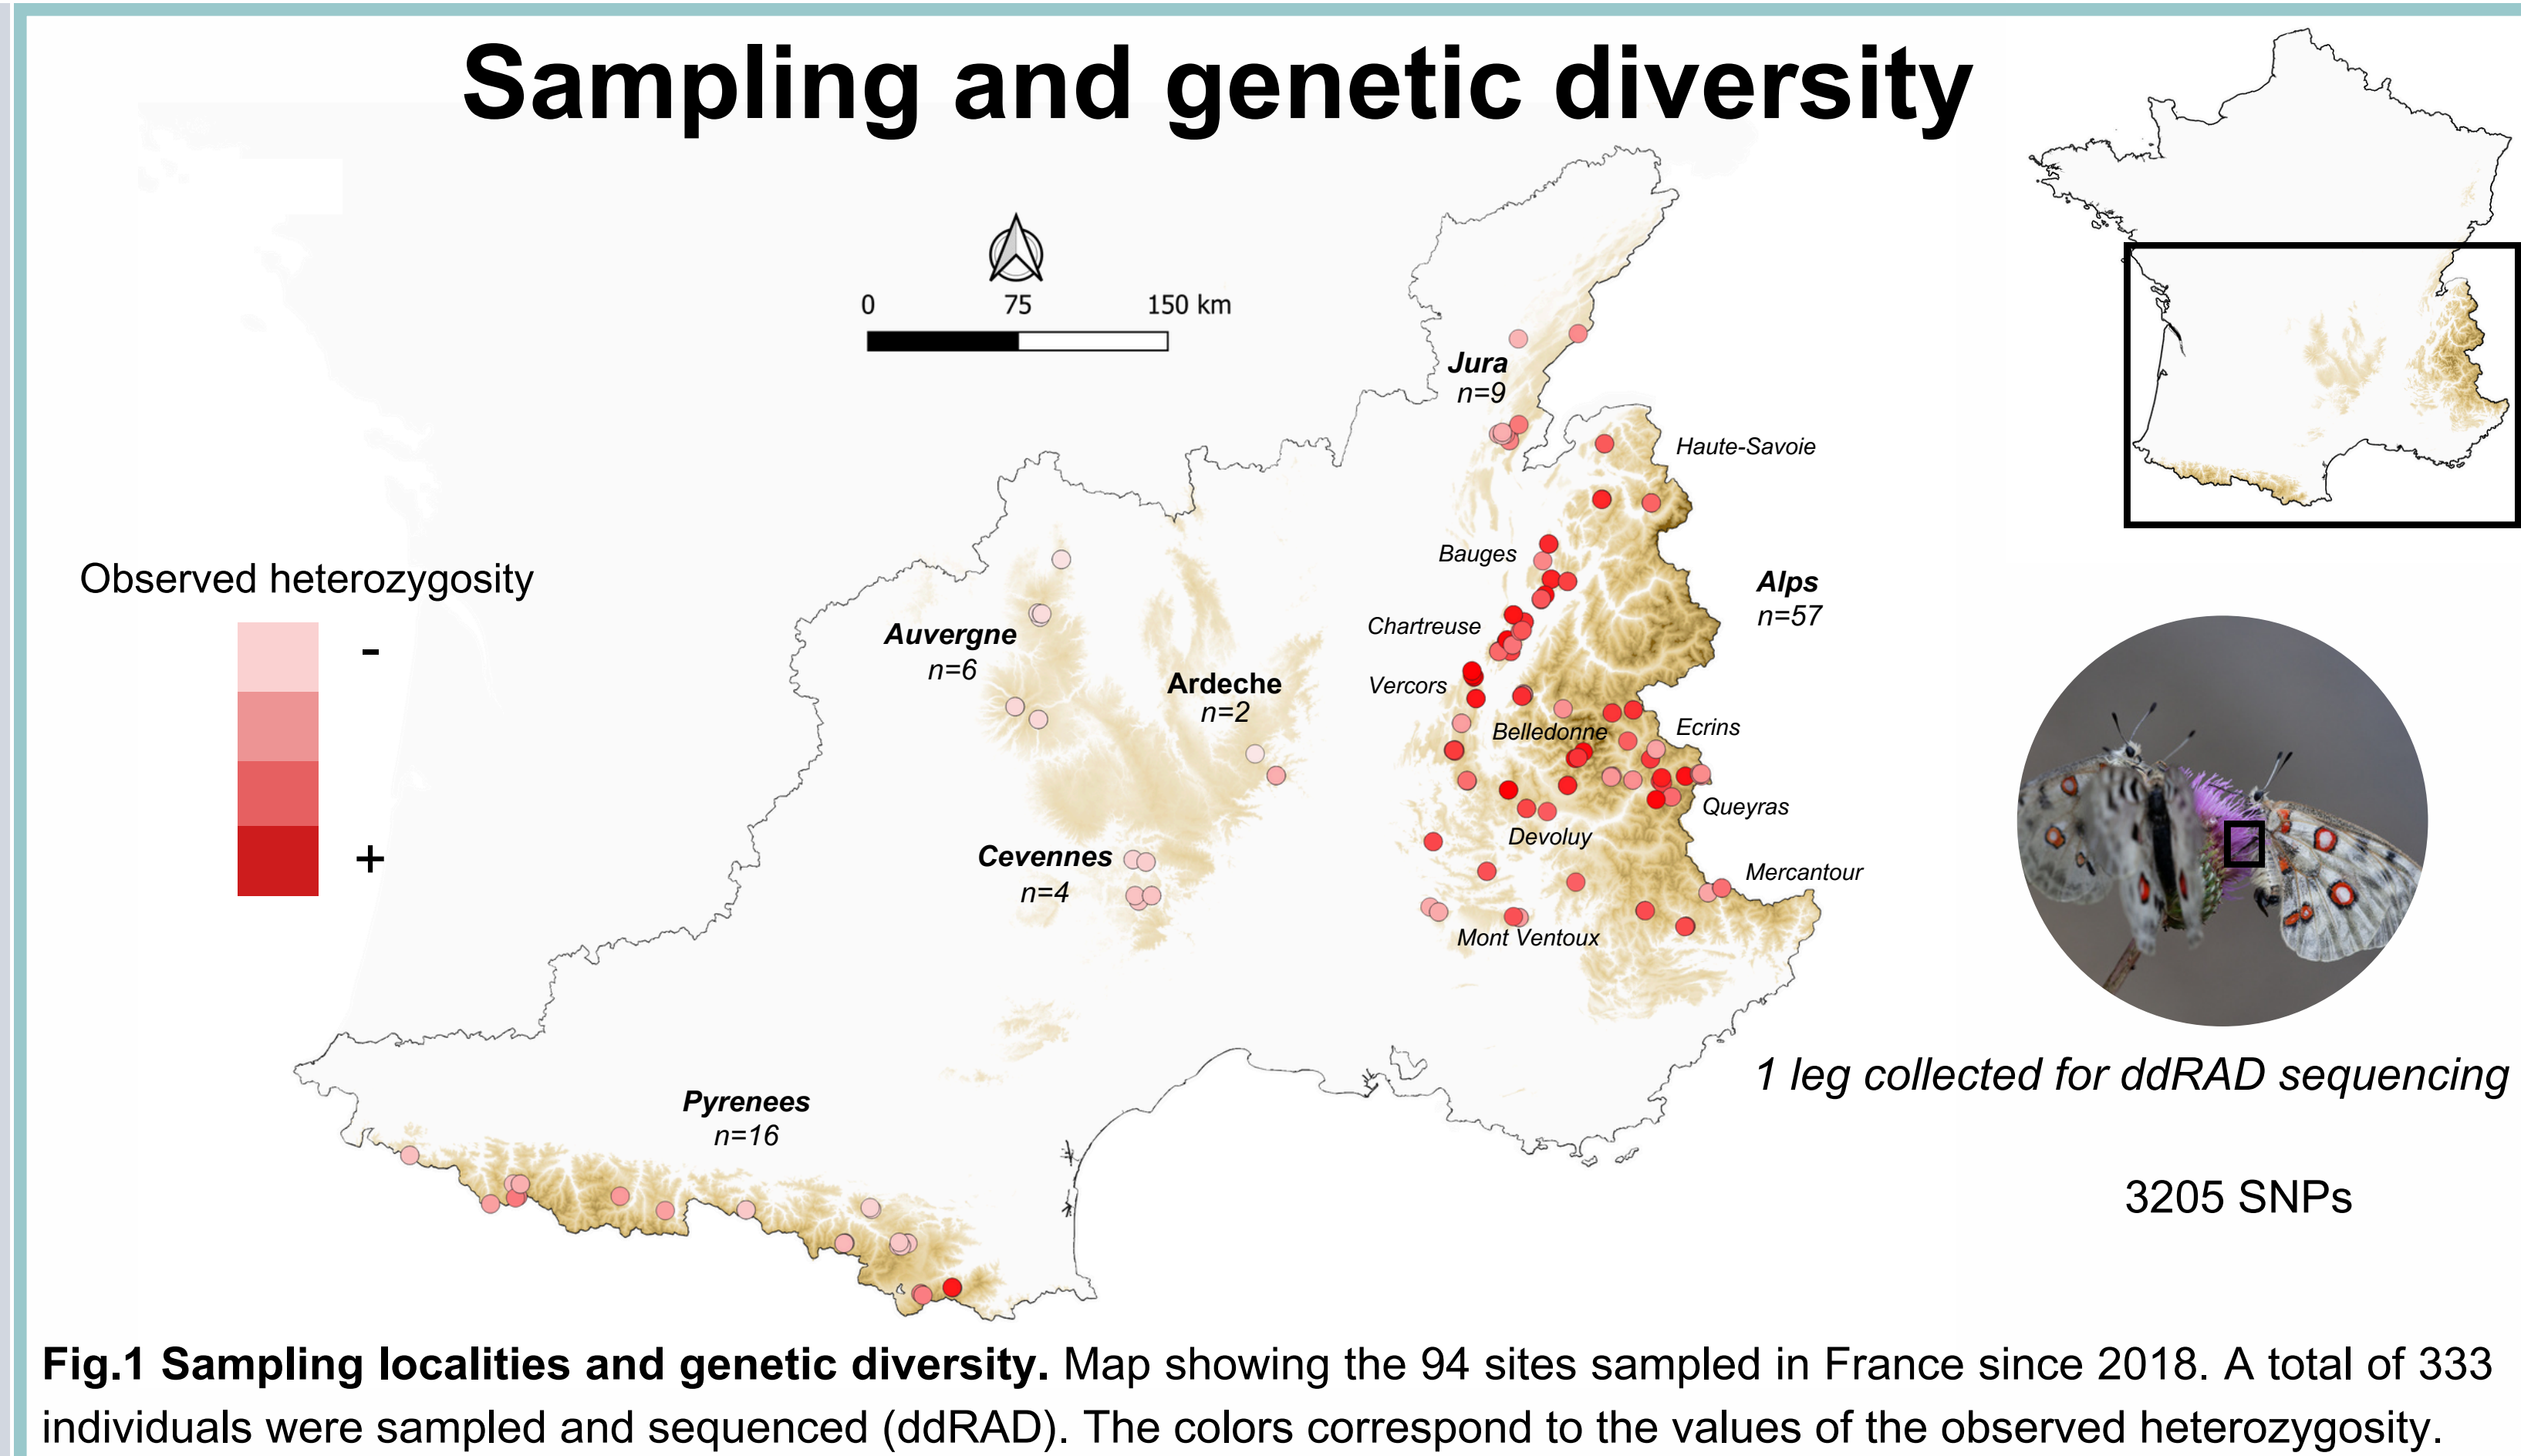 Sampling and genetic diversity
0 75 150 km
Jura
n=9
Haute-Savoie
Bauges
Observed heterozygosity
-
+
Alps
n=57
Chartreuse
Auvergne
n=6
Ardeche
n=2
Vercors
Belledonne
Ecrins
Queyras
Devoluy
Cevennes
n=4
Mercantour
Mont Ventoux
1 leg collected for ddRAD sequencing
Pyrenees
n=16
3205 SNPs
Fig.1 Sampling localities and genetic diversity. Map showing the 94 sites sampled in France since 2018. A total of 333
individuals were sampled and sequenced (ddRAD). The colors correspond to the values of the observed heterozygosity.